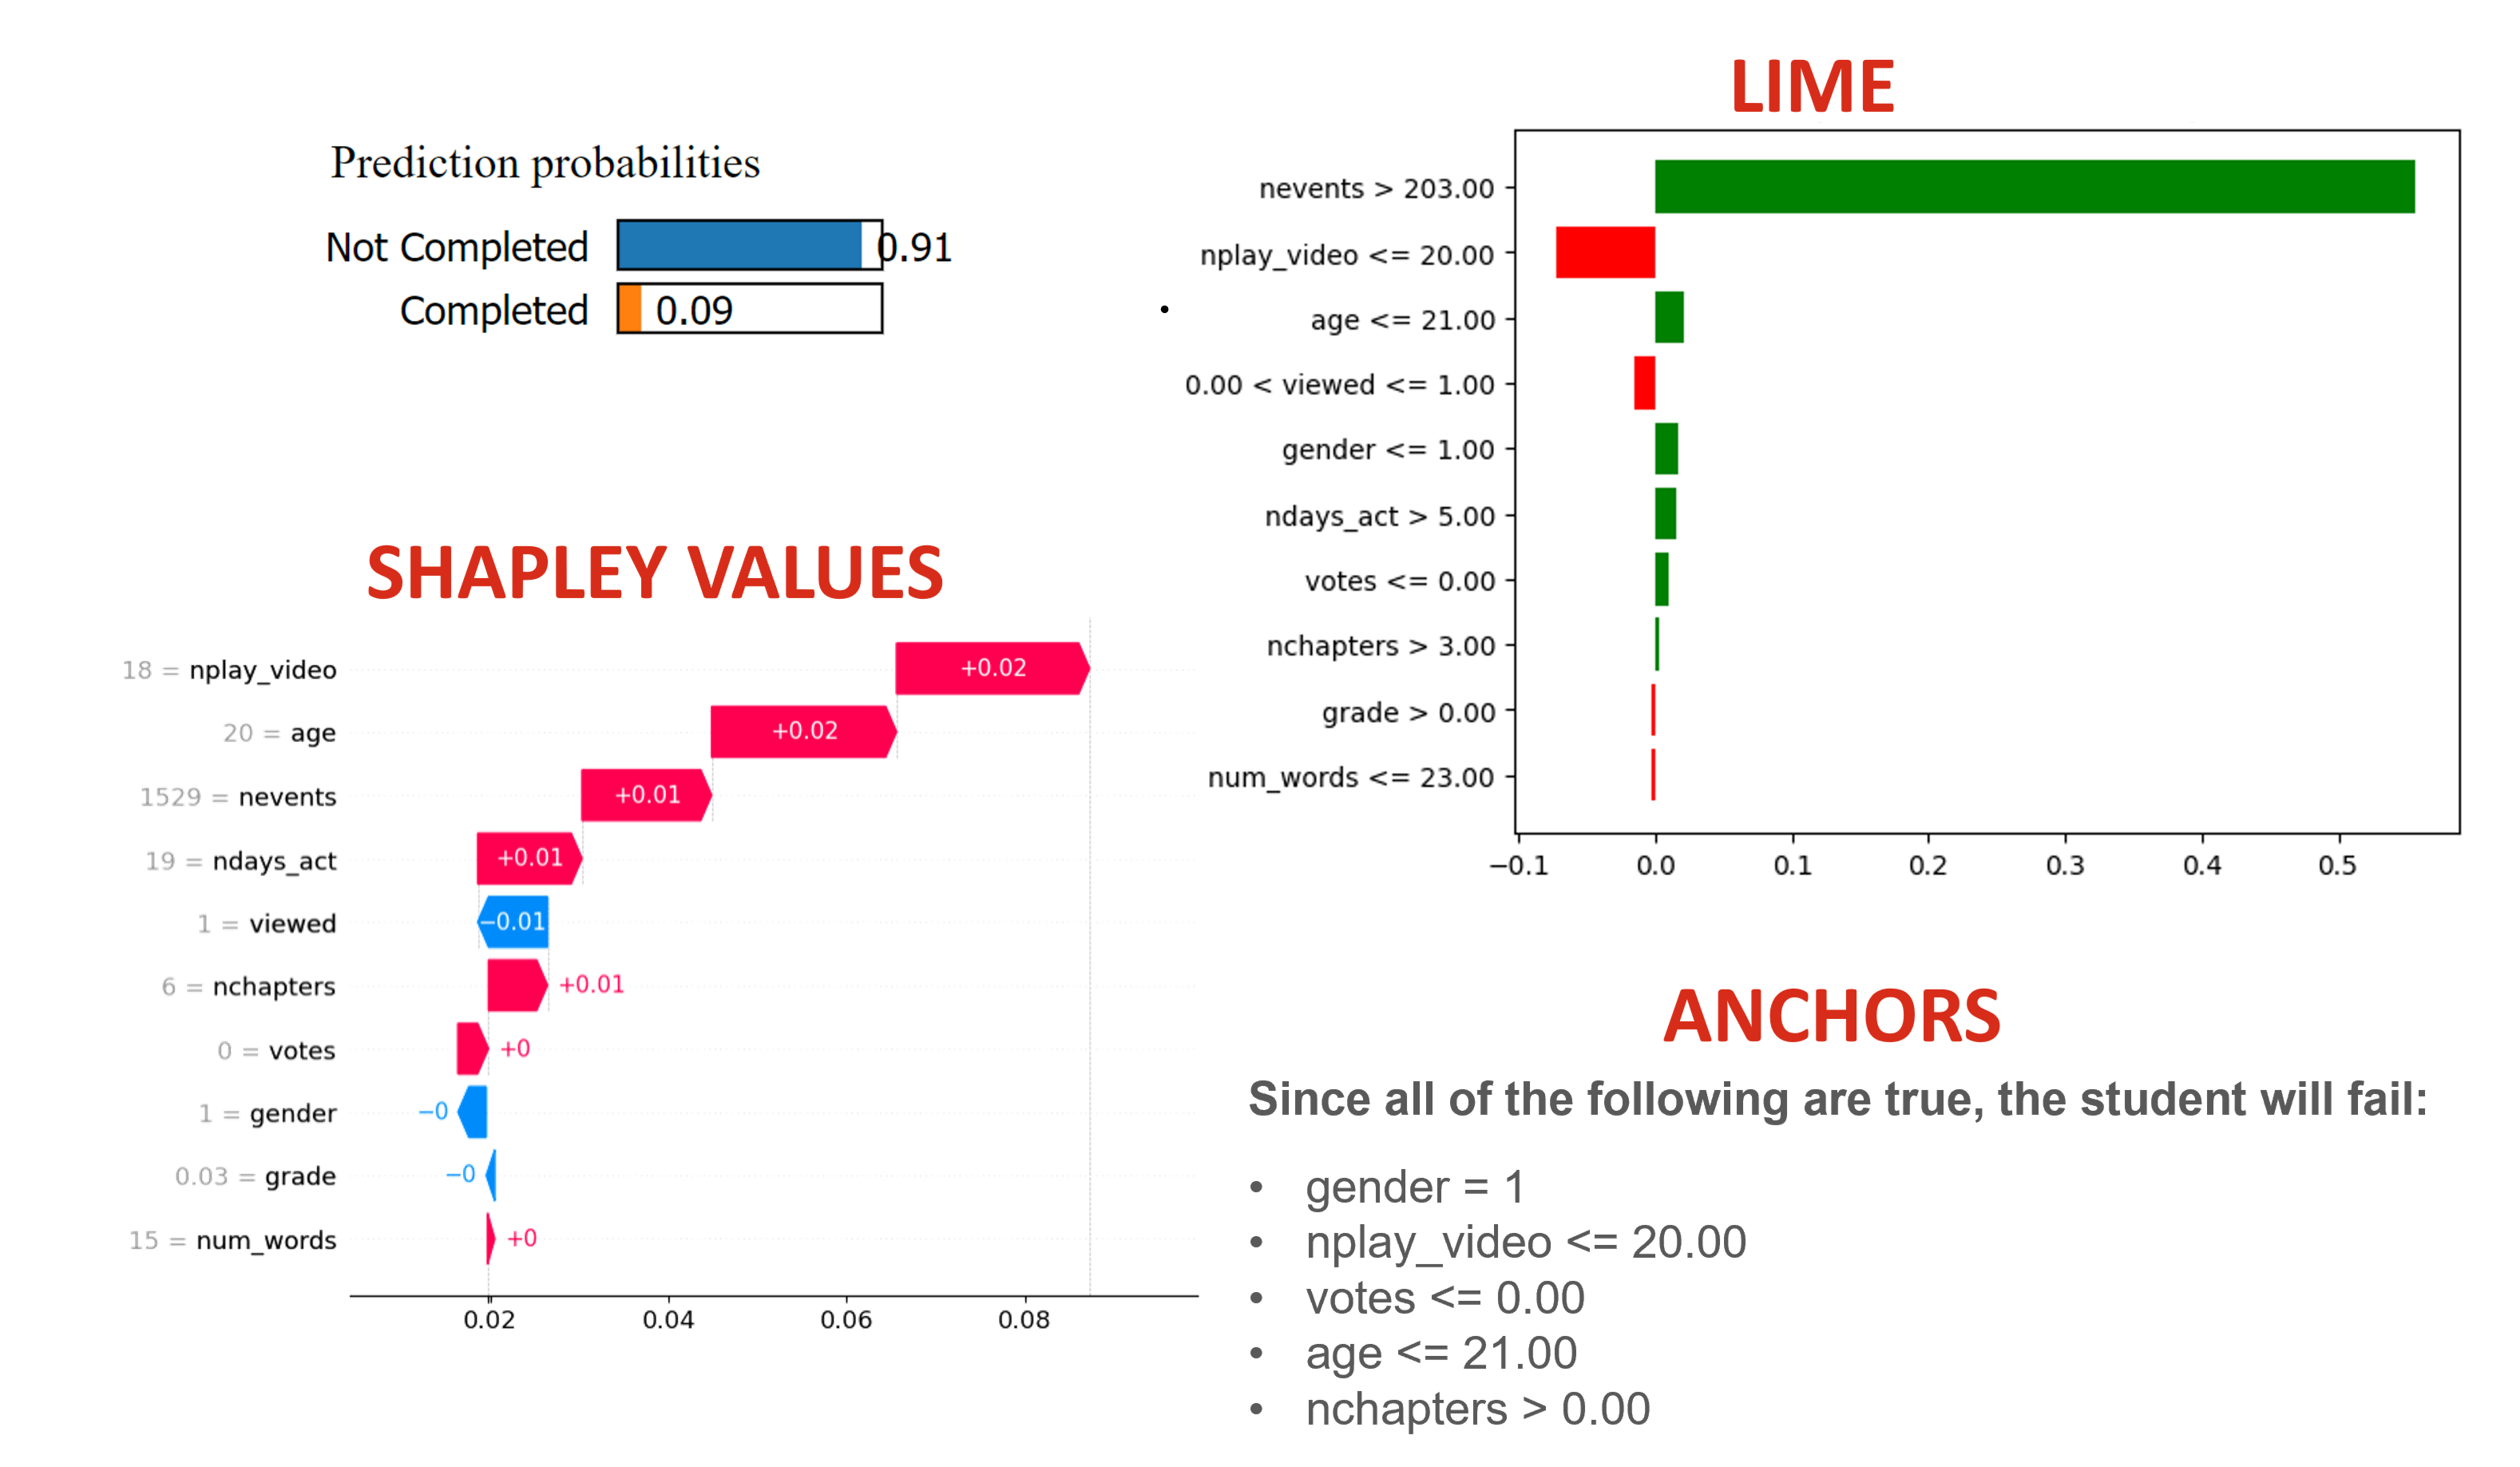 Prediction probabilities
Not Completed 0.91
Completed 0.09
SHAPLEY VALUES
18 = nplay_video +0.02
20 = age +0.02
1529 = nevents +0.01
19 = ndays_act +0.01
1 = viewed −0.01
6 = nchapters +0.01
0 = votes +0
1 = gender −0
0.03 = grade −0
15 = num_words +0
0.02 0.04 0.06 0.08
LIME
nevents > 203.00
nplay_video <= 20.00
age <= 21.00
0.00 < viewed <= 1.00
gender <= 1.00
ndays_act > 5.00
votes <= 0.00
nchapters > 3.00
grade > 0.00
num_words <= 23.00
−0.1 0.0 0.1 0.2 0.3 0.4 0.5
ANCHORS
Since all of the following are true, the student will fail:
• gender = 1
• nplay_video <= 20.00
• votes <= 0.00
• age <= 21.00
• nchapters > 0.00